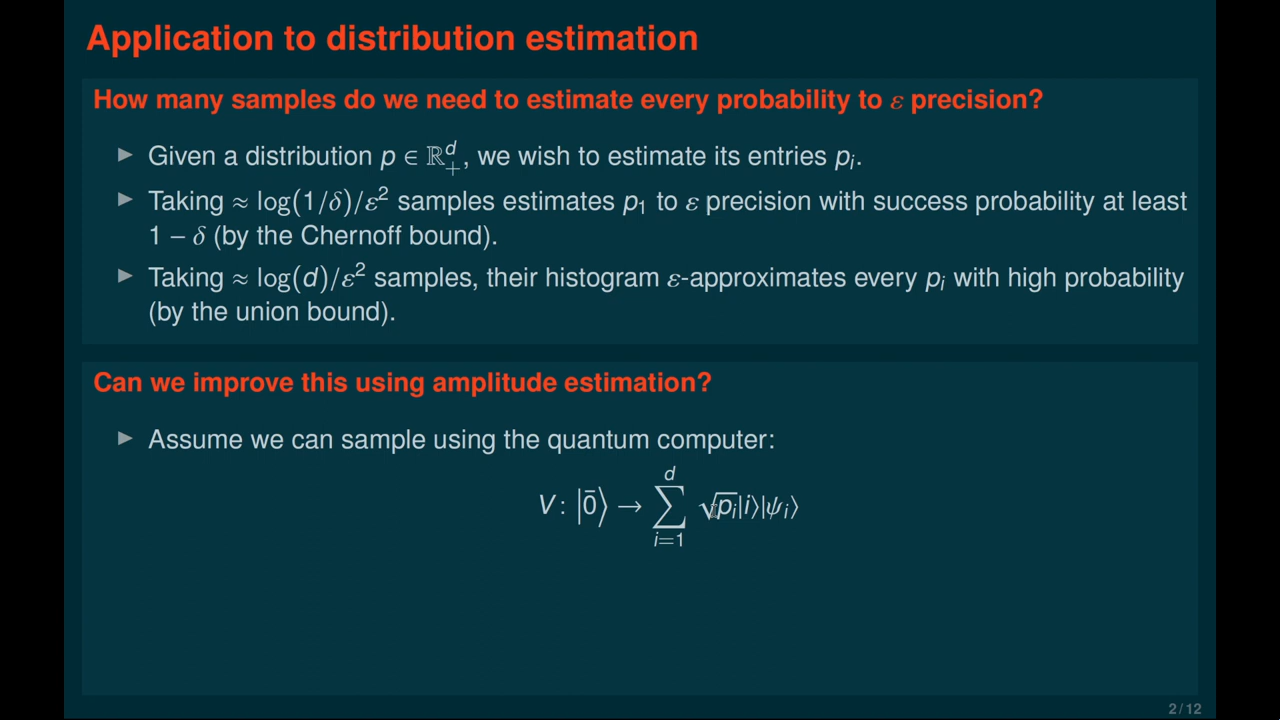 Application to distribution estimation
How many samples do we need to estimate every probability to ε precision?
▶ Given a distribution p ∈ ℝ₊ᵈ, we wish to estimate its entries pᵢ.
▶ Taking ≈ log(1/δ)/ε² samples estimates p₁ to ε precision with success probability at least
1 – δ (by the Chernoff bound).
▶ Taking ≈ log(d)/ε² samples, their histogram ε-approximates every pᵢ with high probability
(by the union bound).
Can we improve this using amplitude estimation?
▶ Assume we can sample using the quantum computer:
V: |0̄⟩ → ∑ᵢ₌₁ᵈ √pᵢ|i⟩|ψᵢ⟩
2 / 12